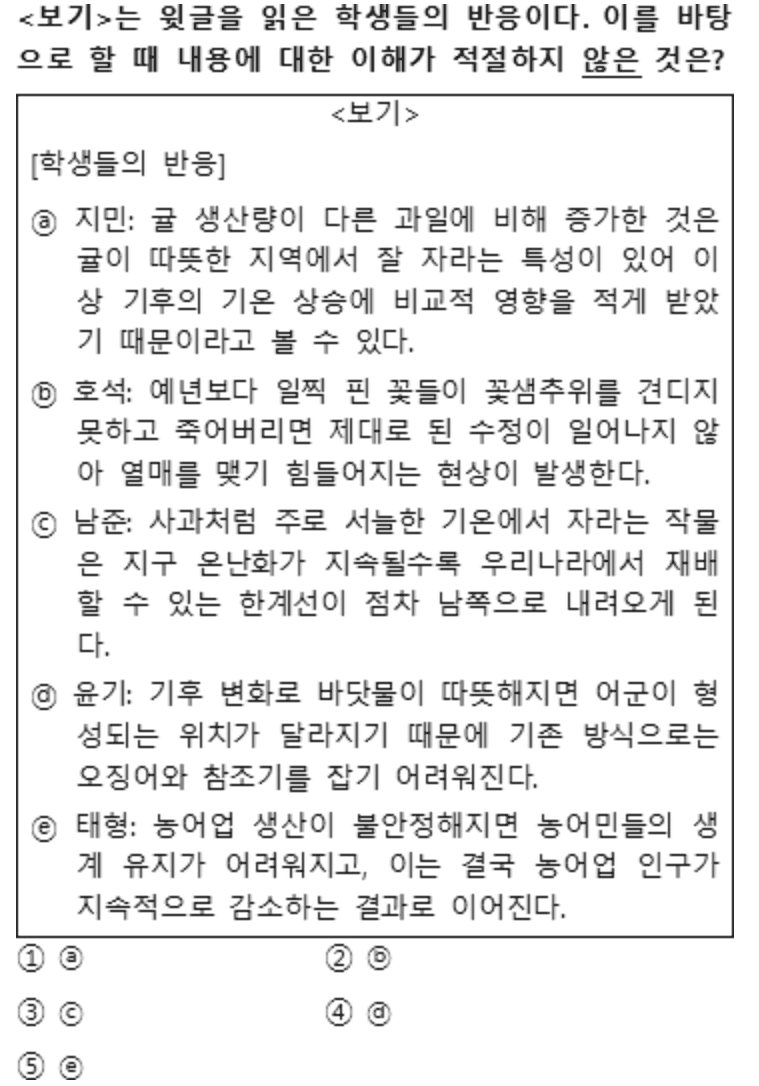 <보기>는 윗글을 읽은 학생들의 반응이다. 이를 바탕
으로 할 때 내용에 대한 이해가 적절하지 않은 것은?
<보기>
[학생들의 반응]
ⓐ 지민: 귤 생산량이 다른 과일에 비해 증가한 것은
귤이 따뜻한 지역에서 잘 자라는 특성이 있어 이
상 기후의 기온 상승에 비교적 영향을 적게 받았
기 때문이라고 볼 수 있다.
ⓑ 호석: 예년보다 일찍 핀 꽃들이 꽃샘추위를 견디지
못하고 죽어버리면 제대로 된 수정이 일어나지 않
아 열매를 맺기 힘들어지는 현상이 발생한다.
ⓒ 남준: 사과처럼 주로 서늘한 기온에서 자라는 작물
은 지구 온난화가 지속될수록 우리나라에서 재배
할 수 있는 한계선이 점차 남쪽으로 내려오게 된
다.
ⓓ 윤기: 기후 변화로 바닷물이 따뜻해지면 어군이 형
성되는 위치가 달라지기 때문에 기존 방식으로는
오징어와 참조기를 잡기 어려워진다.
ⓔ 태형: 농어업 생산이 불안정해지면 농어민들의 생
계 유지가 어려워지고, 이는 결국 농어업 인구가
지속적으로 감소하는 결과로 이어진다.
① ⓐ ② ⓑ
③ ⓒ ④ ⓓ
⑤ ⓔ